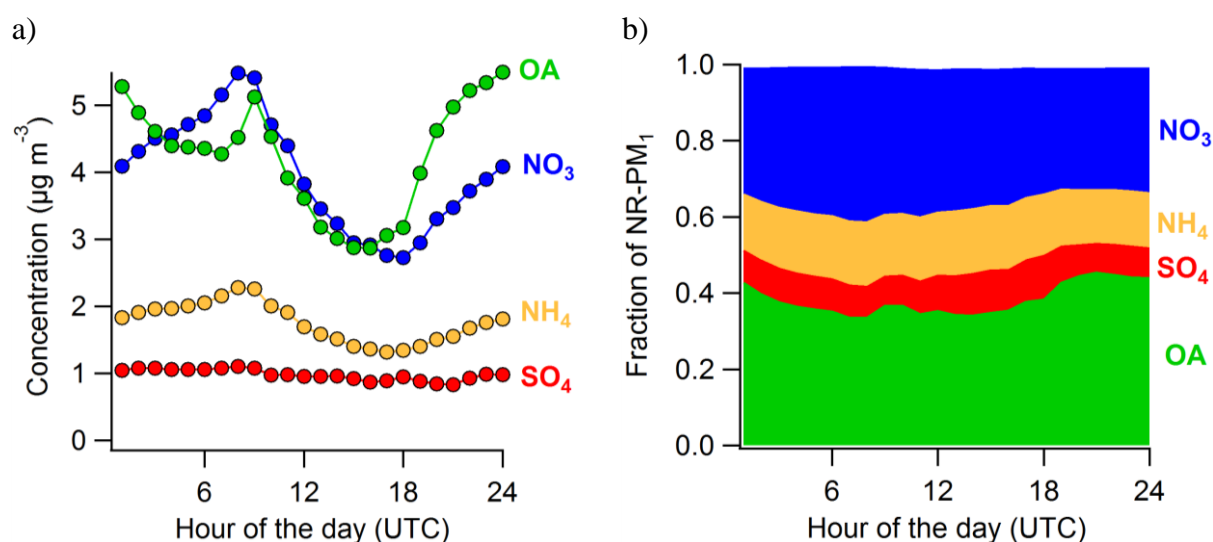 a)
OA
NO₃
NH₄
SO₄
5
4
3
2
1
0
Concentration (µg m⁻³)
6
12
18
24
Hour of the day (UTC)
b)
1.0
0.8
0.6
0.4
0.2
0.0
Fraction of NR-PM₁
NO₃
NH₄
SO₄
OA
6
12
18
24
Hour of the day (UTC)